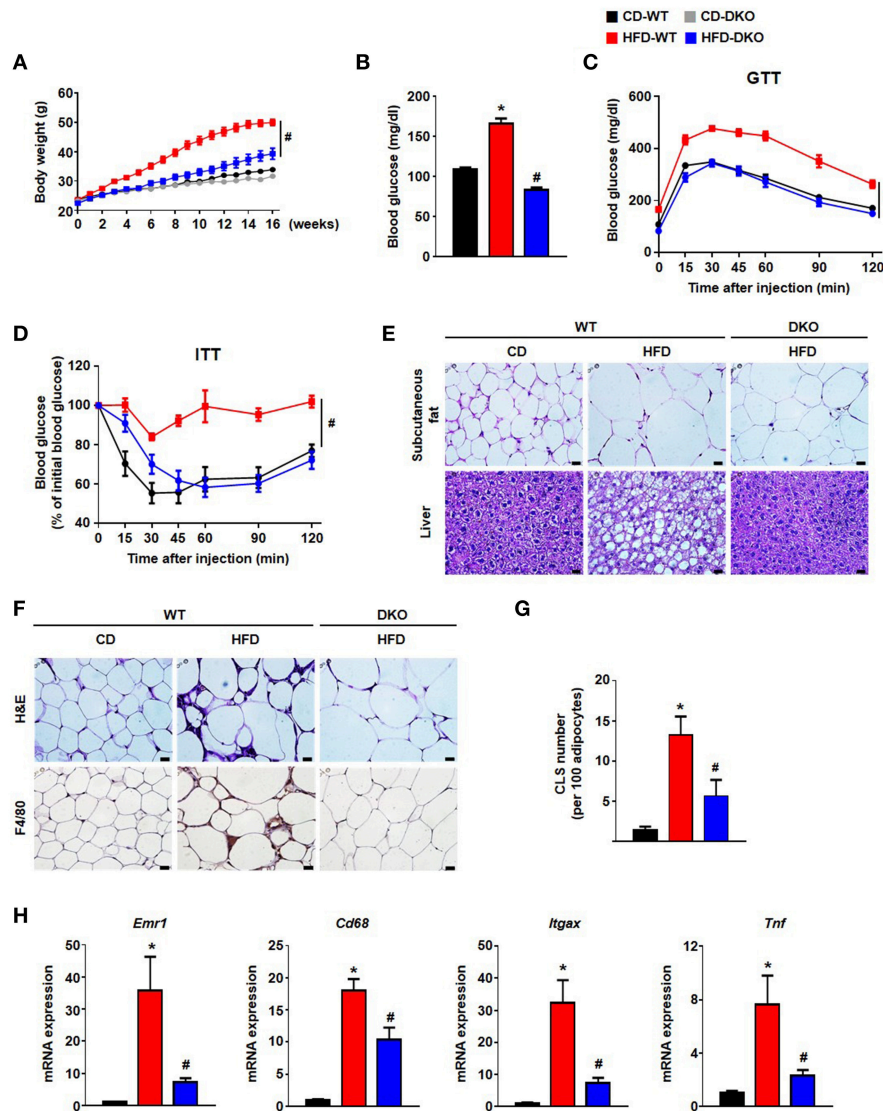 CD-WT CD-DKO
HFD-WT HFD-DKO
A
Body weight (g)
60
50
40
30
20
0 2 4 6 8 10 12 14 16 (weeks)
#
B
Blood glucose (mg/dl)
200
150
100
50
0
*
#
C
GTT
Blood glucose (mg/dl)
600
400
200
0
0 15 30 45 60 90 120
Time after injection (min)
D
ITT
Blood glucose
(% of initial blood glucose)
120
100
80
60
40
0 15 30 45 60 90 120
Time after injection (min)
#
E
WT DKO
CD HFD HFD
Subcutaneous
fat
Liver
F
WT DKO
CD HFD HFD
H&E
F4/80
G
CLS number
(per 100 adipocytes)
20
15
10
5
*
#
H
Emr1
mRNA expression
50
40
30
20
10
0
*
#
Cd68
mRNA expression
25
20
15
10
5
0
*
#
Itgax
mRNA expression
50
40
30
20
10
0
*
#
Tnf
mRNA expression
12
8
4
0
*
#